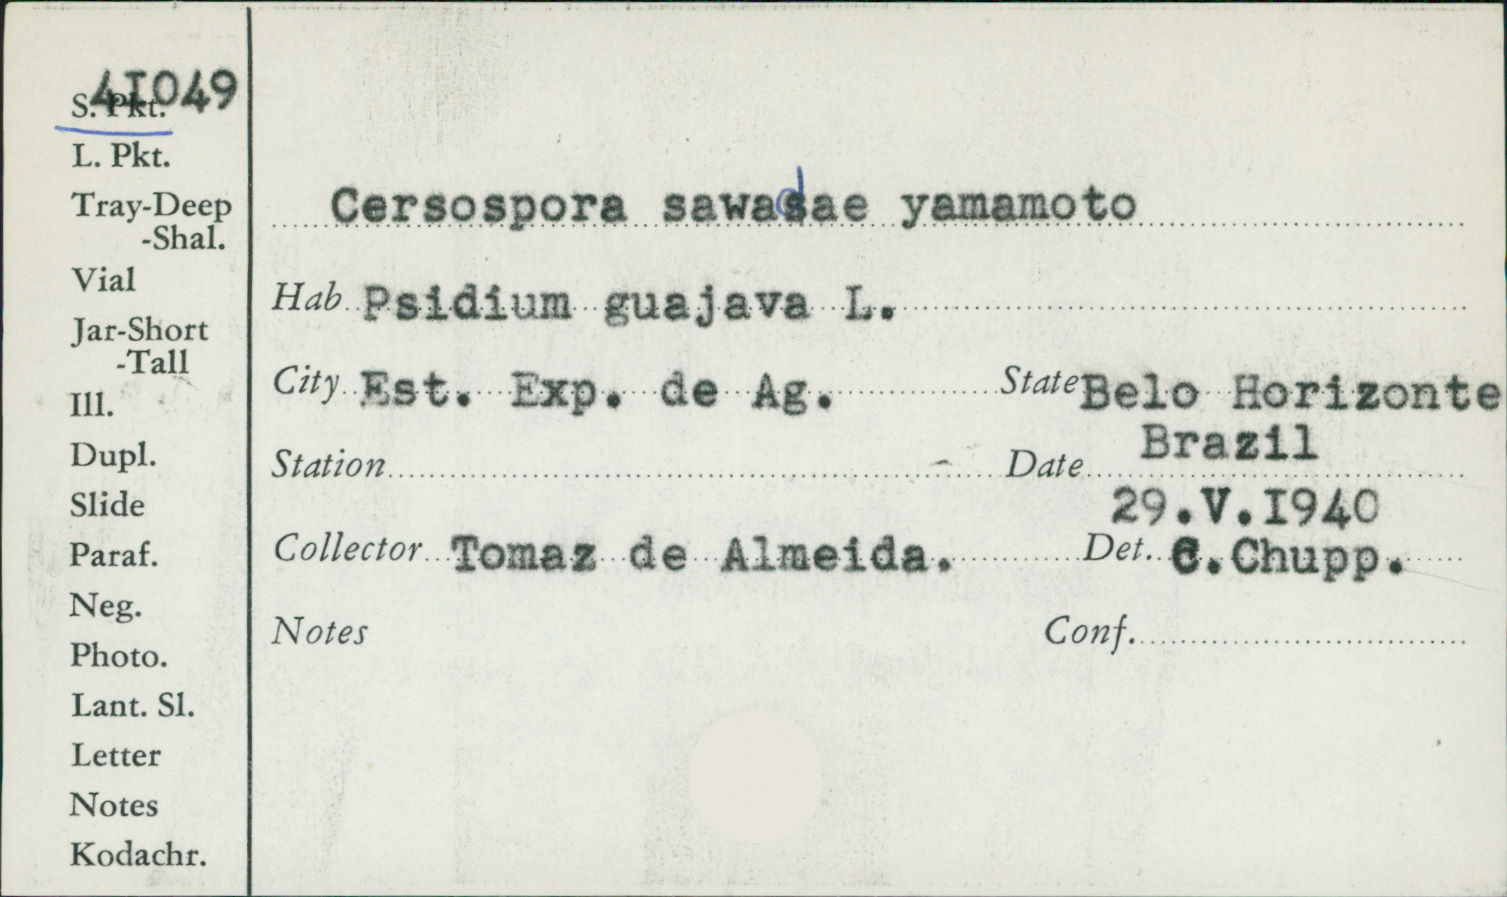 4I049
S. Pkt.
L. Pkt.
Tray-Deep
-Shal.
Vial
Jar-Short
-Tall
Ill.
Dupl.
Slide
Paraf.
Neg.
Photo.
Lant. Sl.
Letter
Notes
Kodachr.
Cersospora sawadae yamamoto
Hab Psidium guajava L.
City Est. Exp. de Ag. State Belo Horizonte
Brazil
Station Date
29.V.I940
Collector Tomaz de Almeida. Det. C.Chupp.
Notes Conf.